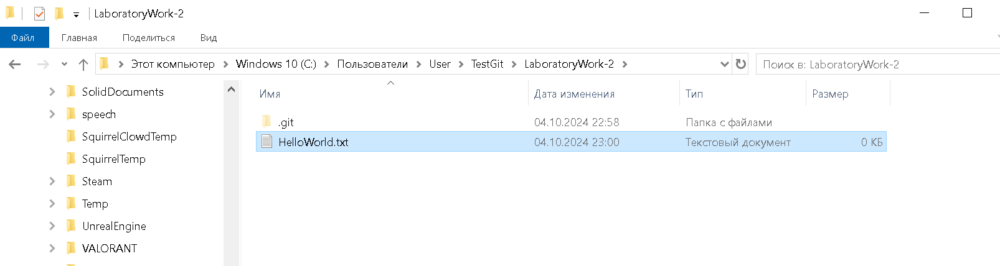 LaboratoryWork-2
Файл Главная Поделиться Вид
Этот компьютер Windows 10 (C:) Пользователи User TestGit LaboratoryWork-2 Поиск в: LaboratoryWork-2
Имя Дата изменения Тип Размер
SolidDocuments
speech
SquirrelClowdTemp
SquirrelTemp
Steam
Temp
UnrealEngine
VALORANT
.git 04.10.2024 22:58 Папка с файлами
HelloWorld.txt 04.10.2024 23:00 Текстовый документ 0 КБ